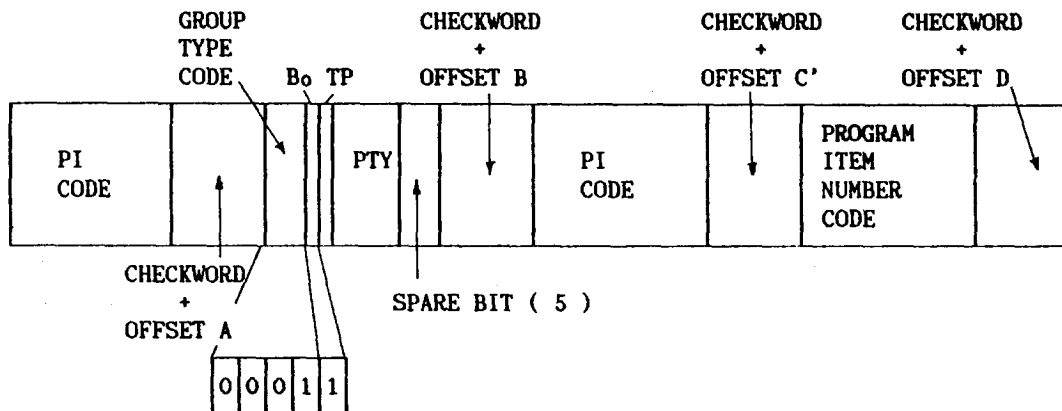 GROUP
TYPE
CODE
Bo TP
CHECKWORD
+
OFFSET B
CHECKWORD
+
OFFSET C'
CHECKWORD
+
OFFSET D
PI
CODE
PTY
PI
CODE
PROGRAM
ITEM
NUMBER
CODE
CHECKWORD
+
OFFSET A
SPARE BIT ( 5 )
0 0 0 1 1